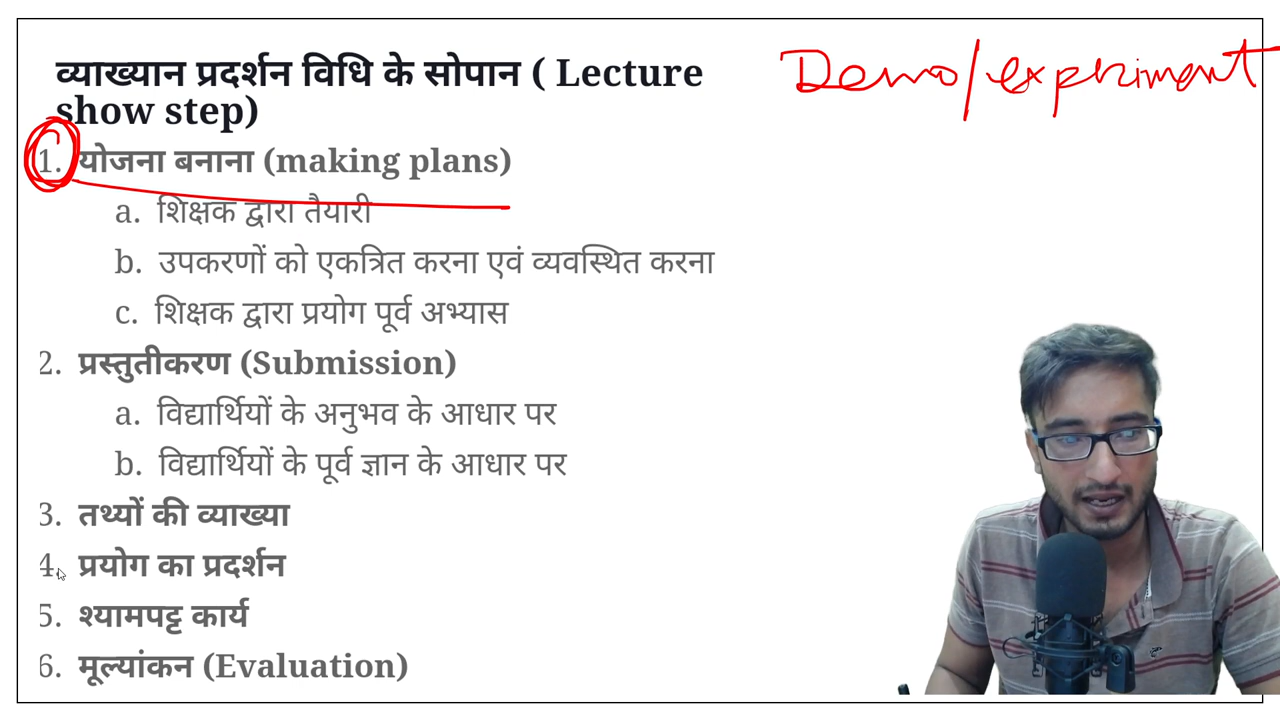 व्याख्यान प्रदर्शन विधि के सोपान ( Lecture
show step)
Demo/experiment
1. योजना बनाना (making plans)
a. शिक्षक द्वारा तैयारी
b. उपकरणों को एकत्रित करना एवं व्यवस्थित करना
c. शिक्षक द्वारा प्रयोग पूर्व अभ्यास
2. प्रस्तुतीकरण (Submission)
a. विद्यार्थियों के अनुभव के आधार पर
b. विद्यार्थियों के पूर्व ज्ञान के आधार पर
3. तथ्यों की व्याख्या
4. प्रयोग का प्रदर्शन
5. श्यामपट्ट कार्य
6. मूल्यांकन (Evaluation)